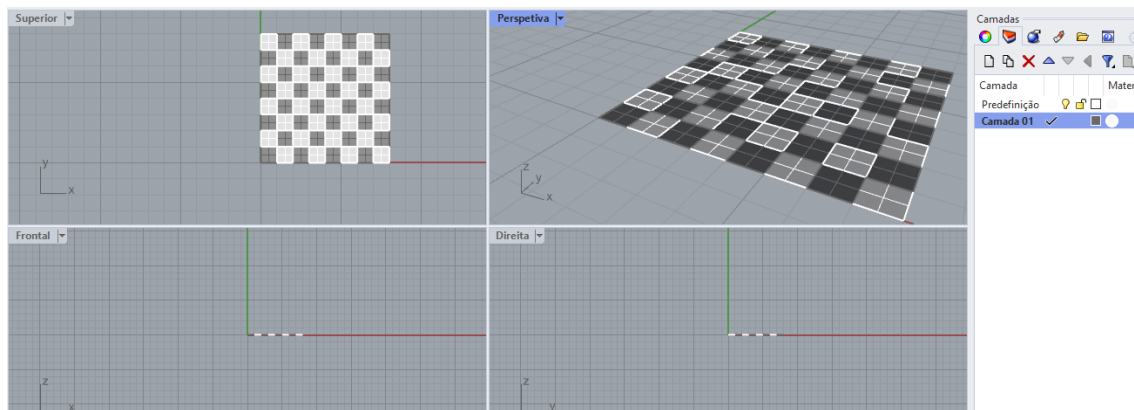 Superior
Perspetiva
Camadas
Camada Mater
Predefinição
Camada 01
y
x
z
y
x
Frontal
Direita
z
x
z
y